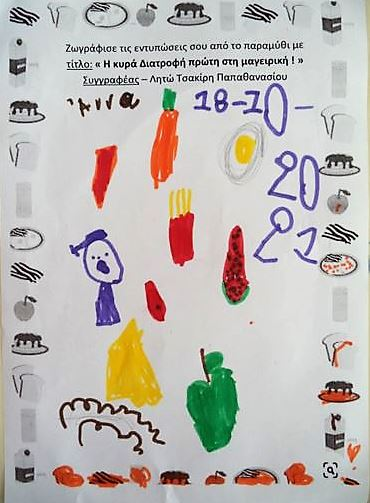 Ζωγράφισε τις εντυπώσεις σου από το παραμύθι με
τίτλο: « Η κυρά Διατροφή πρώτη στη μαγειρική ! »
Συγγραφέας – Λητώ Τσακίρη Παπαθανασίου
Άννα
18-10-
20
21